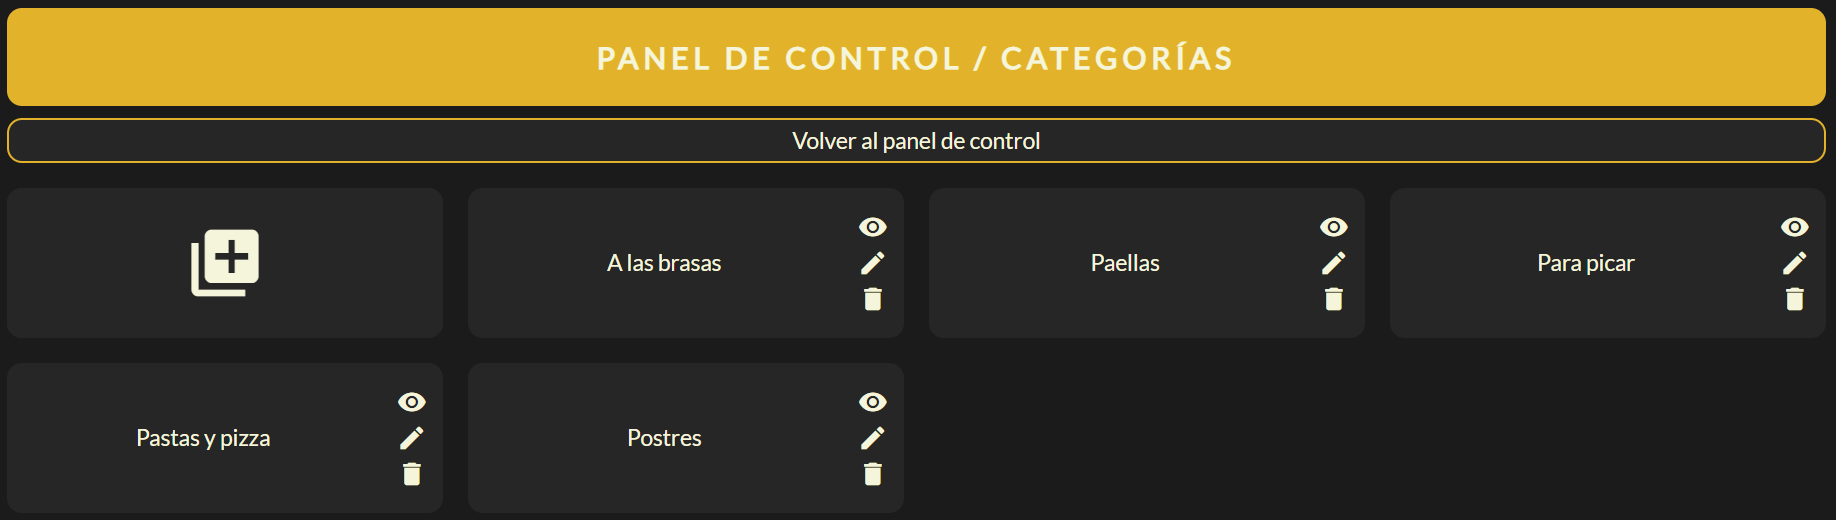 PANEL DE CONTROL / CATEGORÍAS
Volver al panel de control
A las brasas
Paellas
Para picar
Pastas y pizza
Postres